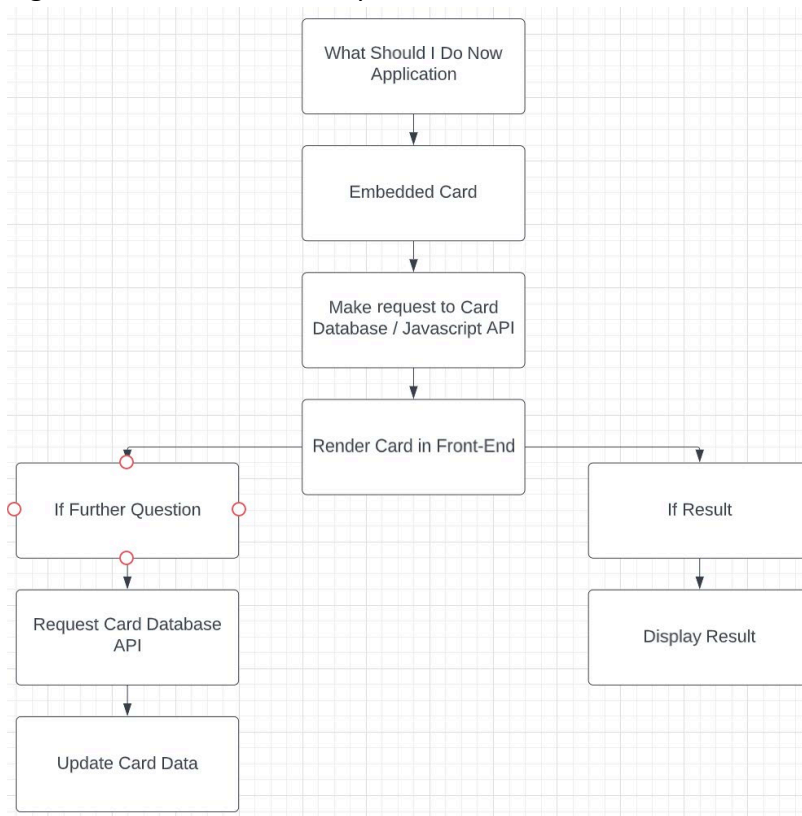 What Should I Do Now
Application
Embedded Card
Make request to Card
Database / Javascript API
Render Card in Front-End
If Further Question
If Result
Request Card Database
API
Display Result
Update Card Data